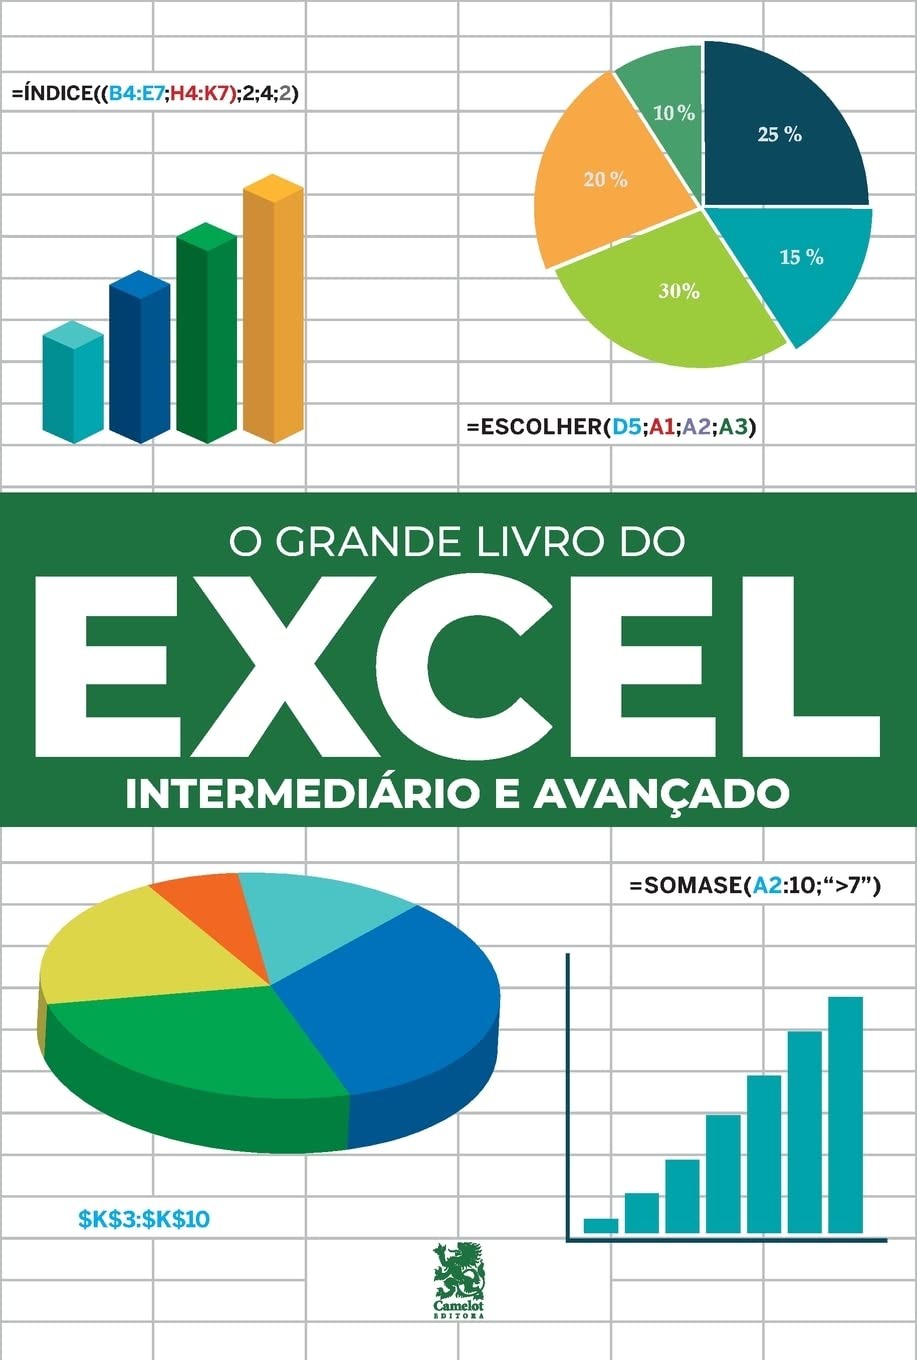 =ÍNDICE((B4:E7;H4:K7);2;4;2)
10 %
25 %
20 %
15 %
30%
=ESCOLHER(D5;A1;A2;A3)
O GRANDE LIVRO DO
EXCEL
INTERMEDIÁRIO E AVANÇADO
=SOMASE(A2:10;“>7”)
$K$3:$K$10
Camelot
EDITORA